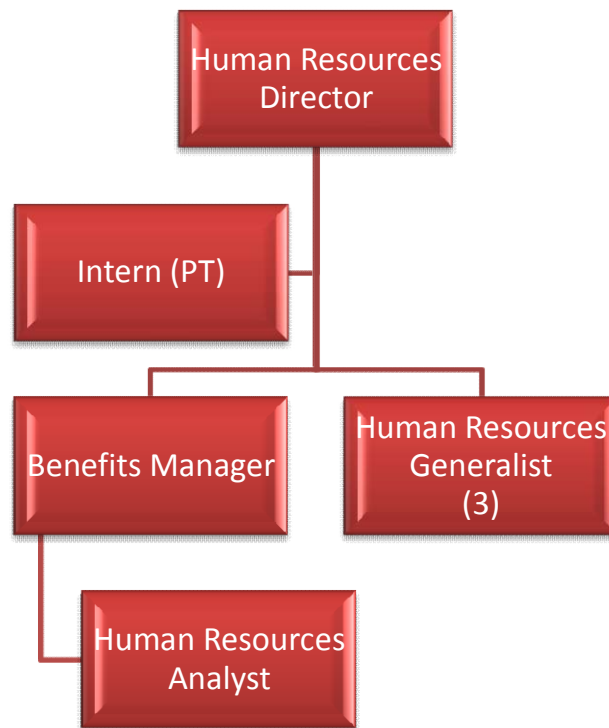 Human Resources
Director
Intern (PT)
Benefits Manager
Human Resources
Generalist
(3)
Human Resources
Analyst